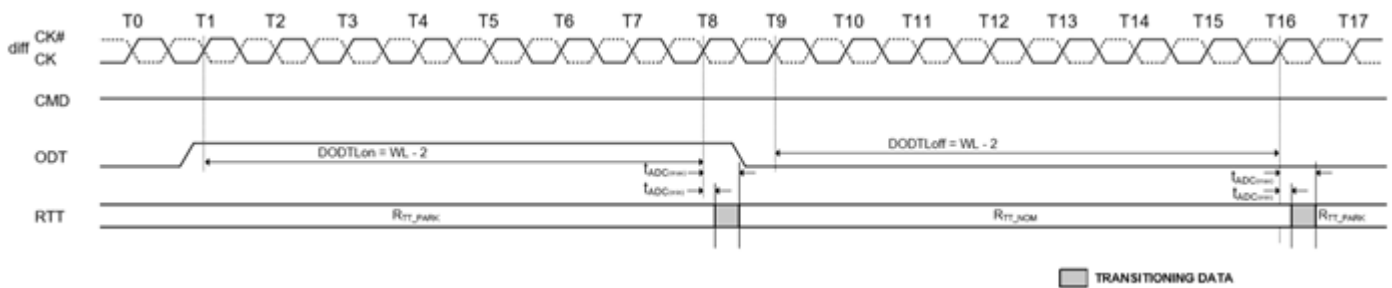 T0 T1 T2 T3 T4 T5 T6 T7 T8 T9 T10 T11 T12 T13 T14 T15 T16 T17
diff CK#
CK
CMD
ODT
DODTLon = WL - 2
DODTLoff = WL - 2
tADC(max)
tADC(max)
tADC(min)
tADC(min)
RTT
RTT_PARK
RTT_NOM
RTT_PARK
TRANSITIONING DATA